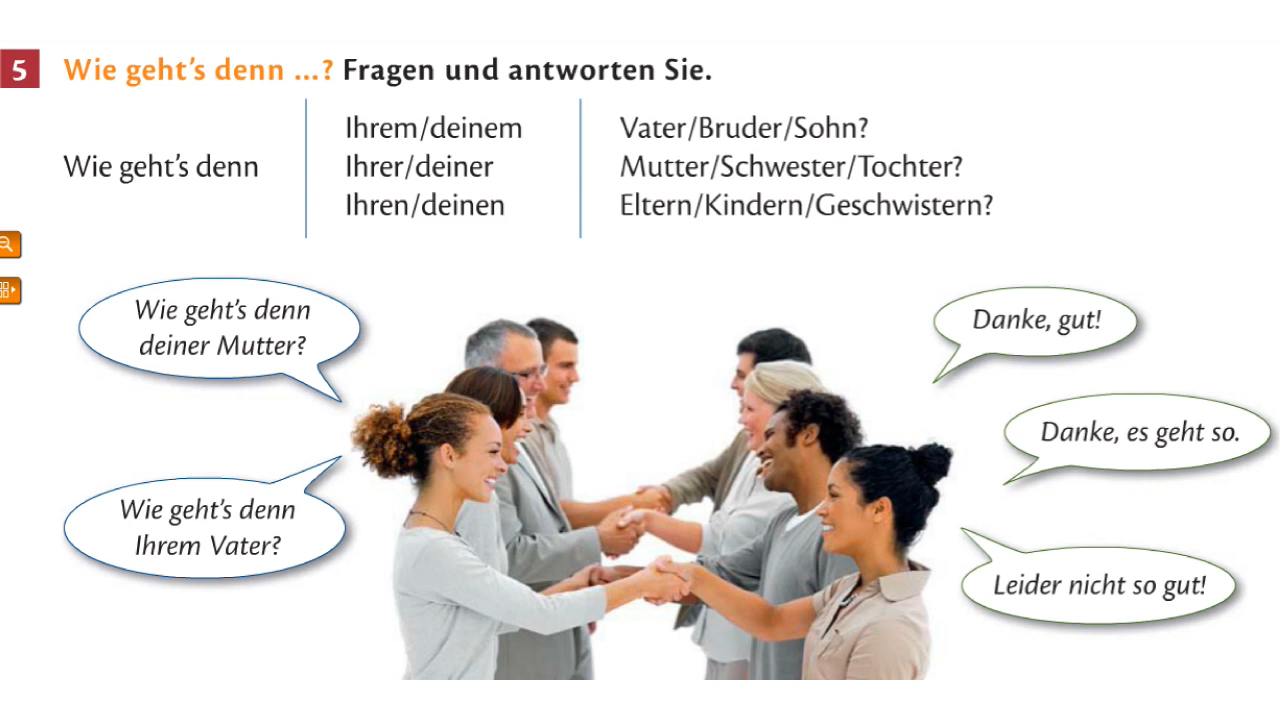 5 Wie geht's denn ...? Fragen und antworten Sie.
Ihrem/deinem Vater/Bruder/Sohn?
Wie geht's denn Ihrer/deiner Mutter/Schwester/Tochter?
Ihren/deinen Eltern/Kindern/Geschwistern?
Wie geht's denn
deiner Mutter?
Danke, gut!
Danke, es geht so.
Wie geht's denn
Ihrem Vater?
Leider nicht so gut!